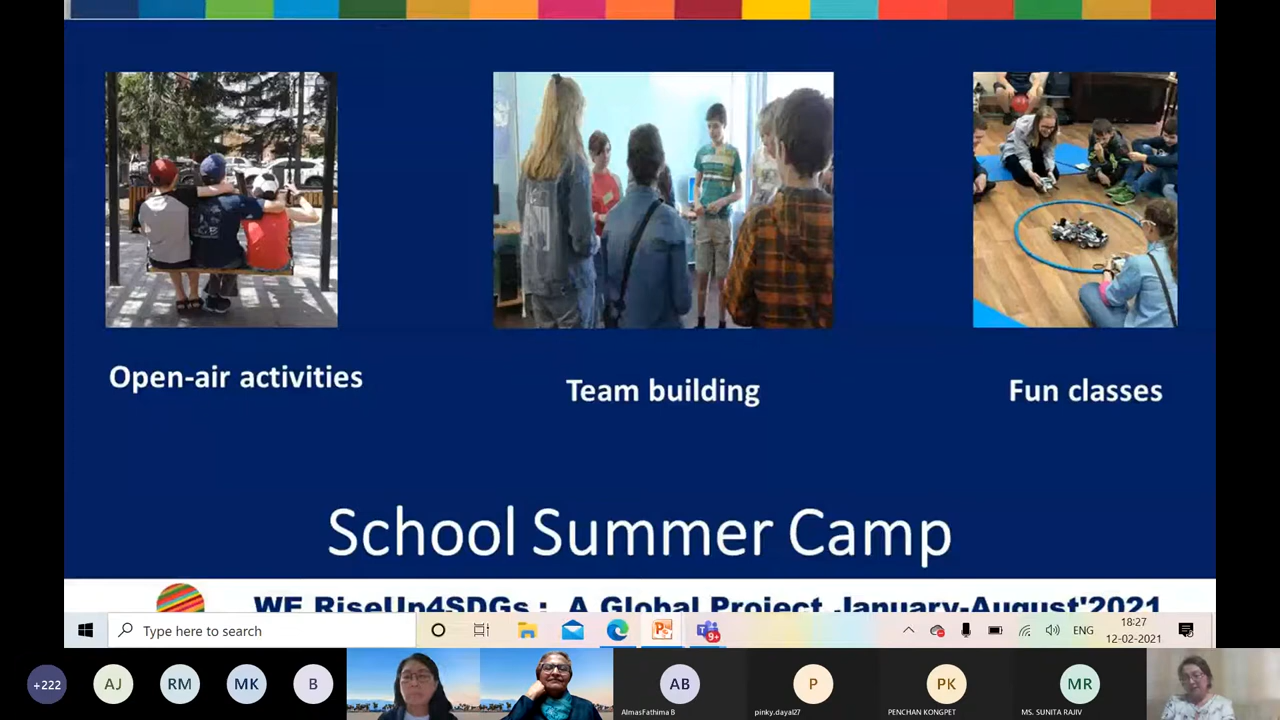 Open-air activities
Team building
Fun classes
School Summer Camp
WE RiseUp4SDGs : A Global Project January-August'2021
Type here to search
9+
ENG
18:27
12-02-2021
+222
AJ
RM
MK
B
AB
AlmasFathima B
P
pinky.dayal27
PK
PENCHAN KONGPET
MR
MS. SUNITA RAJIV